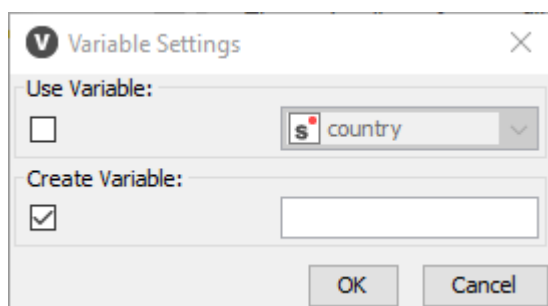 V Variable Settings
Use Variable:
s country
Create Variable:
OK Cancel